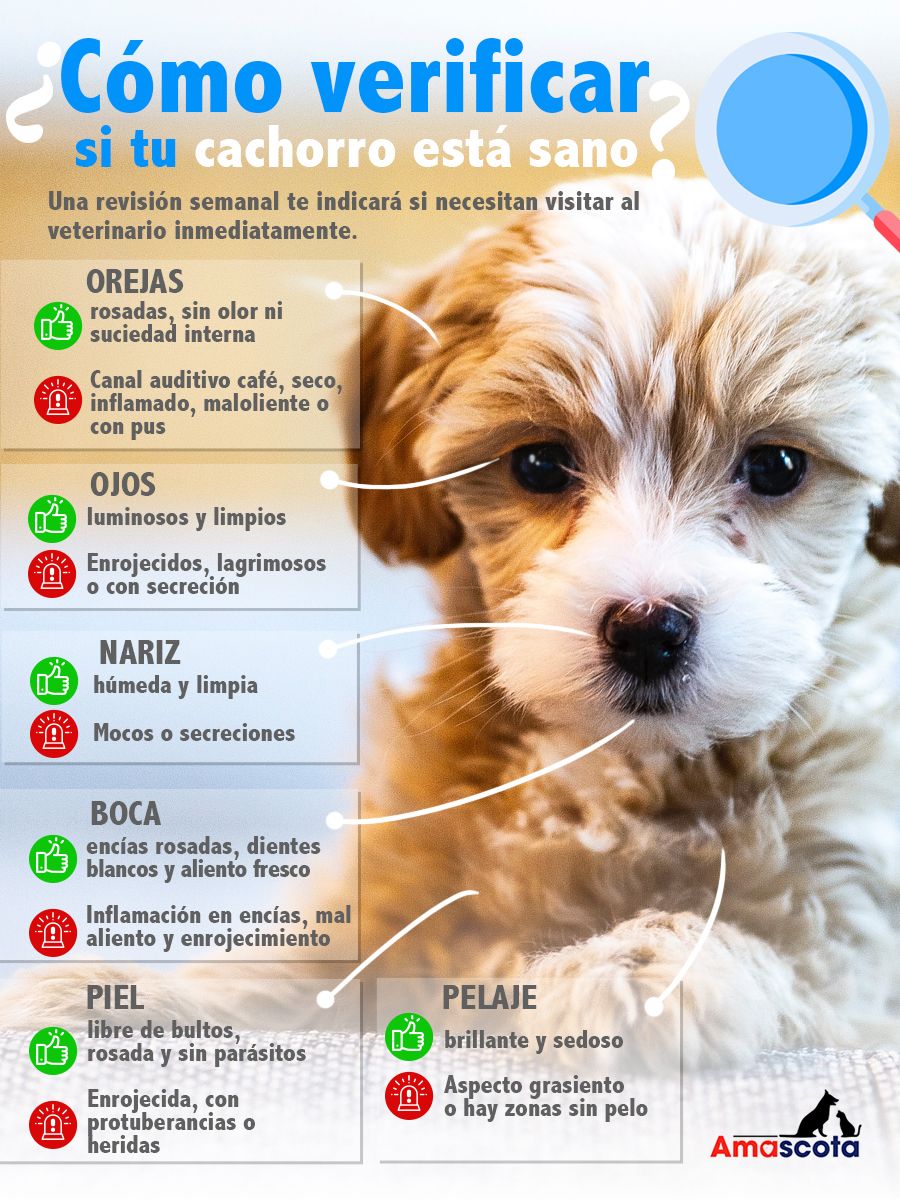 ¿Cómo verificar
si tu cachorro está sano?
Una revisión semanal te indicará si necesitan visitar al
veterinario inmediatamente.
OREJAS
rosadas, sin olor ni
suciedad interna
Canal auditivo café, seco,
inflamado, maloliente o
con pus
OJOS
luminosos y limpios
Enrojecidos, lagrimosos
o con secreción
NARIZ
húmeda y limpia
Mocos o secreciones
BOCA
encías rosadas, dientes
blancos y aliento fresco
Inflamación en encías, mal
aliento y enrojecimiento
PIEL
libre de bultos,
rosada y sin parásitos
Enrojecida, con
protuberancias o
heridas
PELAJE
brillante y sedoso
Aspecto grasiento
o hay zonas sin pelo
Amascota